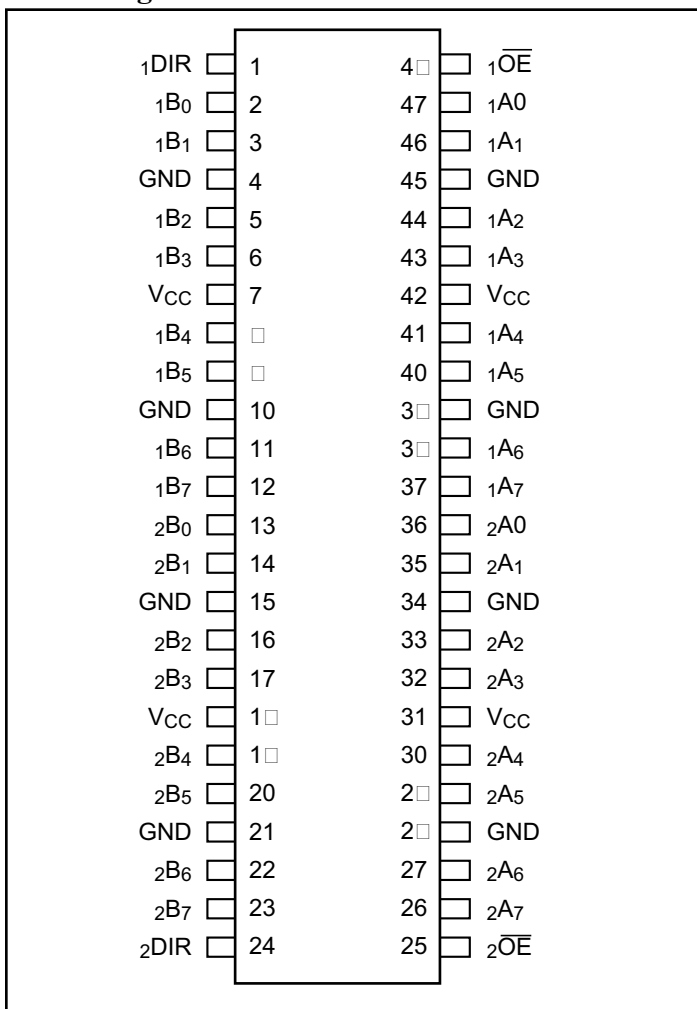 1DIR 1 4□ 1OE
1B0 2 47 1A0
1B1 3 46 1A1
GND 4 45 GND
1B2 5 44 1A2
1B3 6 43 1A3
VCC 7 42 VCC
1B4 □ 41 1A4
1B5 □ 40 1A5
GND 10 3□ GND
1B6 11 3□ 1A6
1B7 12 37 1A7
2B0 13 36 2A0
2B1 14 35 2A1
GND 15 34 GND
2B2 16 33 2A2
2B3 17 32 2A3
VCC 1□ 31 VCC
2B4 1□ 30 2A4
2B5 20 2□ 2A5
GND 21 2□ GND
2B6 22 27 2A6
2B7 23 26 2A7
2DIR 24 25 2OE